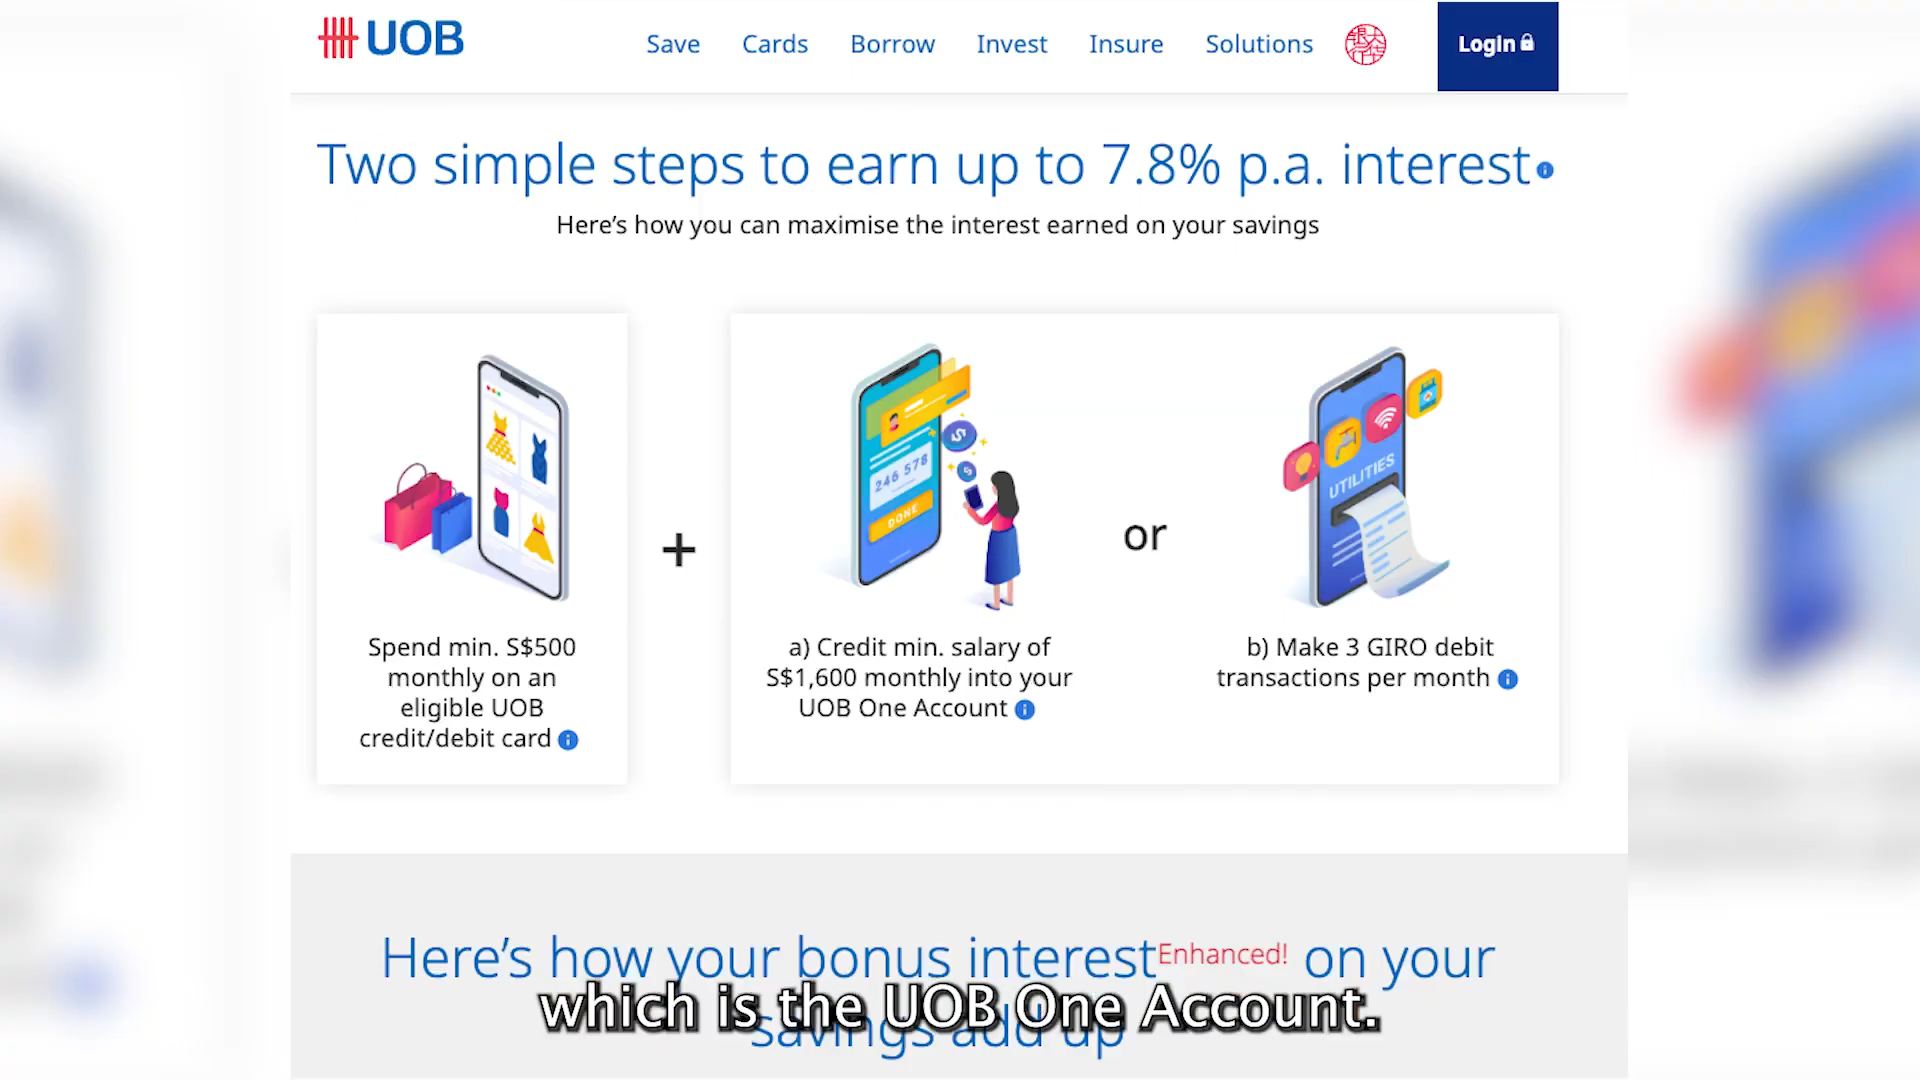 UOB
Save Cards Borrow Invest Insure Solutions Login
Two simple steps to earn up to 7.8% p.a. interest
Here's how you can maximise the interest earned on your savings
246 578
DONE
UTILITIES
+
or
Spend min. S$500
monthly on an
eligible UOB
credit/debit card
a) Credit min. salary of
S$1,600 monthly into your
UOB One Account
b) Make 3 GIRO debit
transactions per month
Here's how your bonus interest Enhanced! on your
savings add up
which is the UOB One Account.